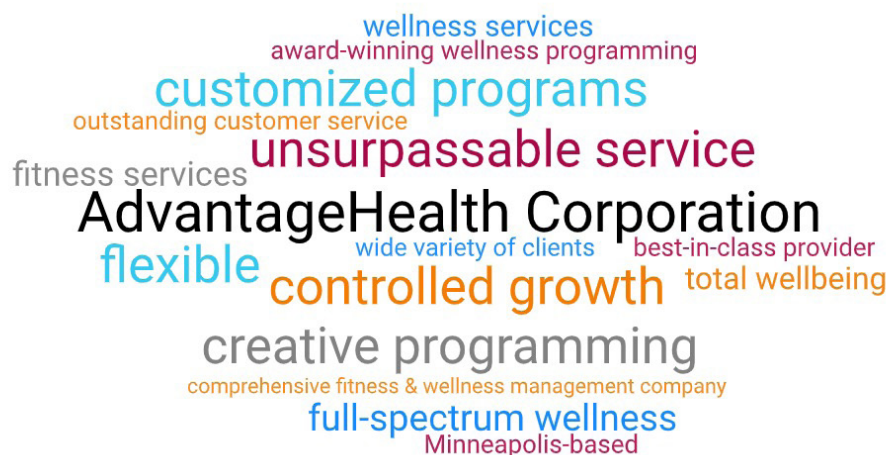 wellness services
award-winning wellness programming
customized programs
outstanding customer service
unsurpassable service
fitness services
AdvantageHealth Corporation
wide variety of clients
best-in-class provider
flexible
total wellbeing
controlled growth
creative programming
comprehensive fitness & wellness management company
full-spectrum wellness
Minneapolis-based